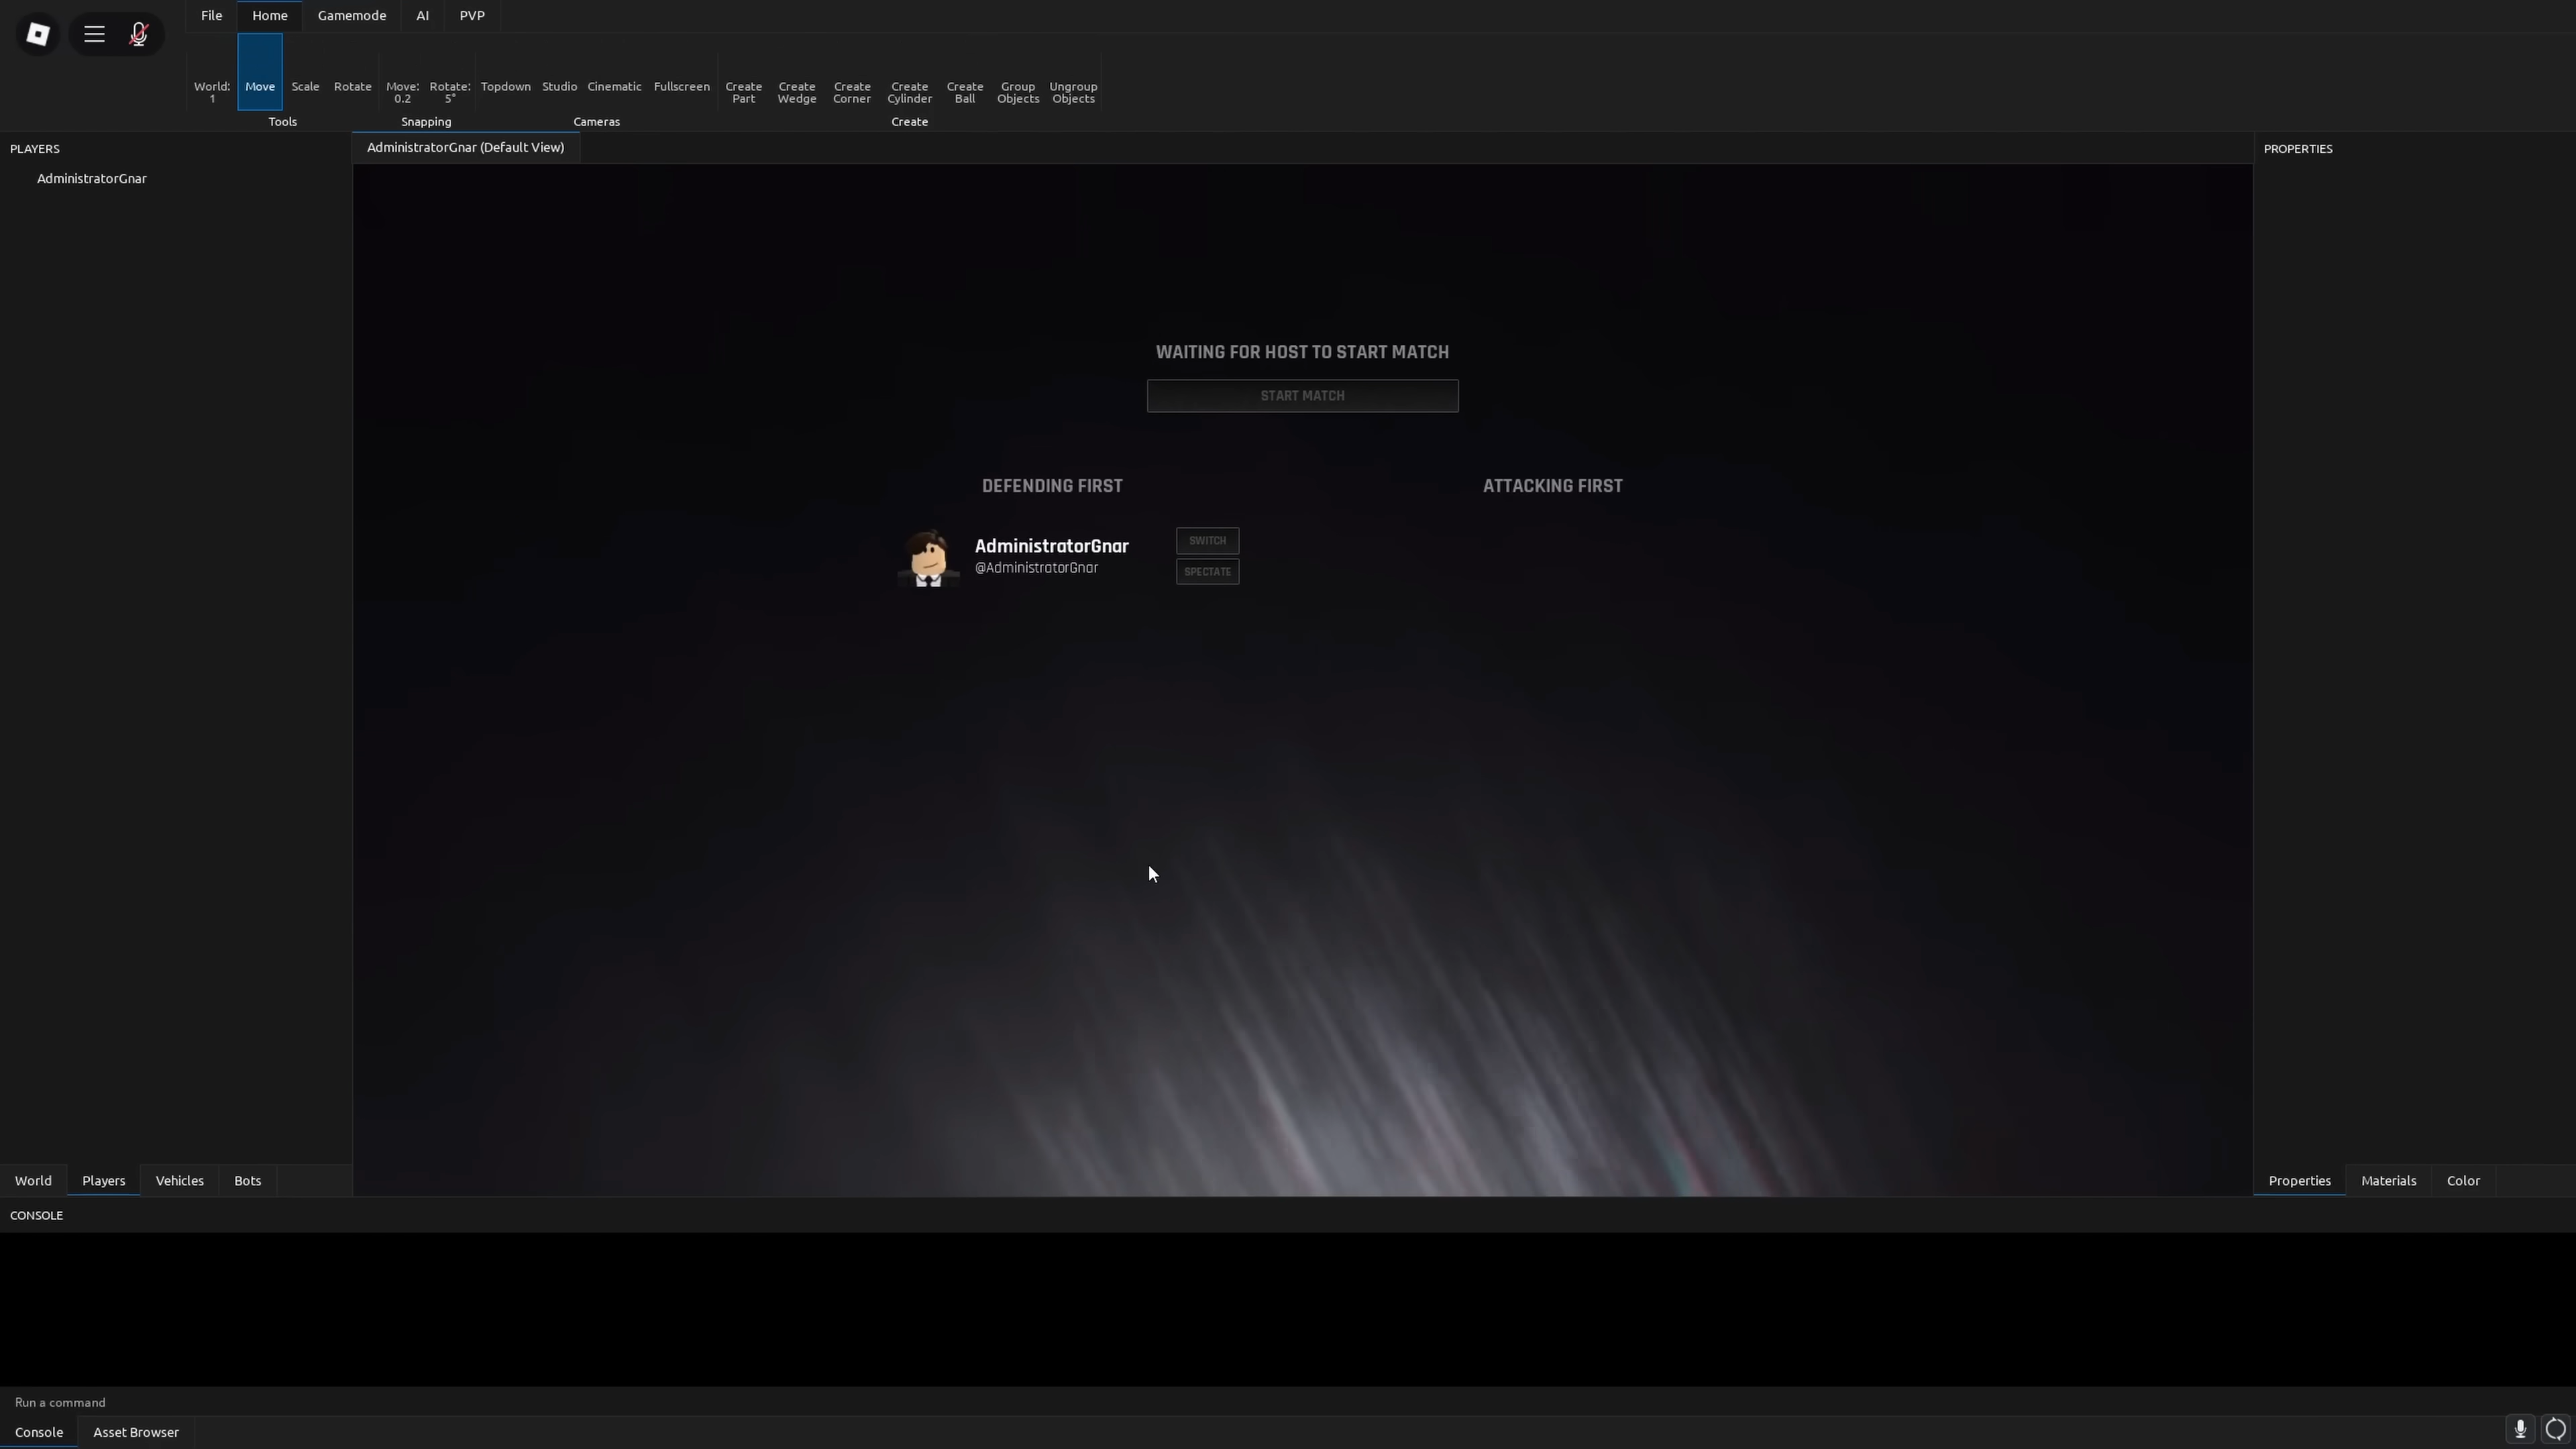 File Home Gamemode AI PVP
World: 1 Move Scale Rotate Move: 0.2 Rotate: 5° Topdown Studio Cinematic Fullscreen Create Part Create Wedge Create Corner Create Cylinder Create Ball Group Objects Ungroup Objects
Tools Snapping Cameras Create
PLAYERS
AdministratorGnar
AdministratorGnar (Default View)
PROPERTIES
WAITING FOR HOST TO START MATCH
START MATCH
DEFENDING FIRST
ATTACKING FIRST
AdministratorGnar
@AdministratorGnar
SWITCH
SPECTATE
World Players Vehicles Bots
Properties Materials Color
CONSOLE
Run a command
Console Asset Browser